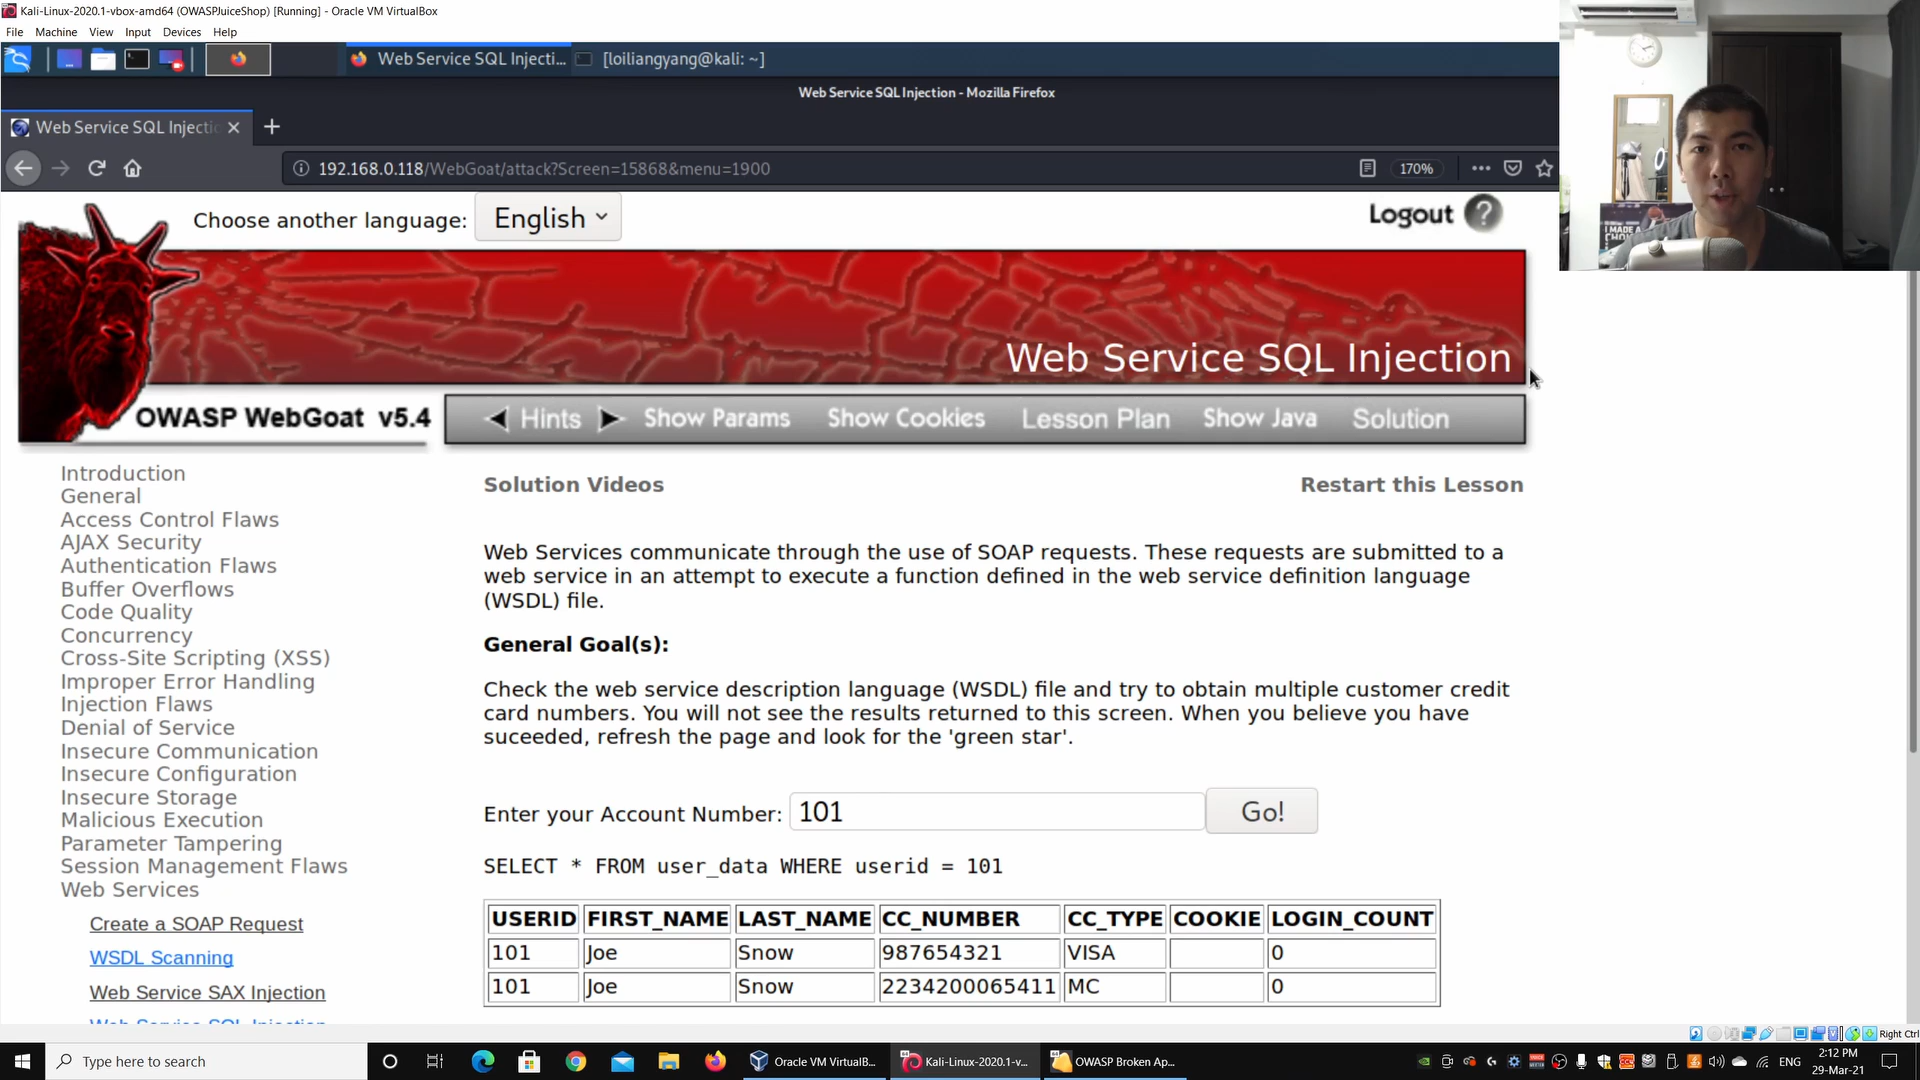 Kali-Linux-2020.1-vbox-amd64 (OWASPJuiceShop) [Running] - Oracle VM VirtualBox
File Machine View Input Devices Help
Web Service SQL Injecti... [loiliangyang@kali: ~]
Web Service SQL Injection - Mozilla Firefox
Web Service SQL Injectio
192.168.0.118/WebGoat/attack?Screen=15868&menu=1900 170%
Choose another language: English Logout ?
I MADE A
Web Service SQL Injection
OWASP WebGoat v5.4 Hints Show Params Show Cookies Lesson Plan Show Java Solution
Solution Videos Restart this Lesson
Introduction
General
Access Control Flaws
AJAX Security
Authentication Flaws
Buffer Overflows
Code Quality
Concurrency
Cross-Site Scripting (XSS)
Improper Error Handling
Injection Flaws
Denial of Service
Insecure Communication
Insecure Configuration
Insecure Storage
Malicious Execution
Parameter Tampering
Session Management Flaws
Web Services
Create a SOAP Request
WSDL Scanning
Web Service SAX Injection
Web Service SQL Injection
Web Services communicate through the use of SOAP requests. These requests are submitted to a
web service in an attempt to execute a function defined in the web service definition language
(WSDL) file.
General Goal(s):
Check the web service description language (WSDL) file and try to obtain multiple customer credit
card numbers. You will not see the results returned to this screen. When you believe you have
suceeded, refresh the page and look for the 'green star'.
Enter your Account Number: 101 Go!
SELECT * FROM user_data WHERE userid = 101
USERID FIRST_NAME LAST_NAME CC_NUMBER CC_TYPE COOKIE LOGIN_COUNT
101 Joe Snow 987654321 VISA 0
101 Joe Snow 2234200065411 MC 0
Right Ctrl
Type here to search Oracle VM VirtualB... Kali-Linux-2020.1-v... OWASP Broken Ap... ENG 2:12 PM
29-Mar-21